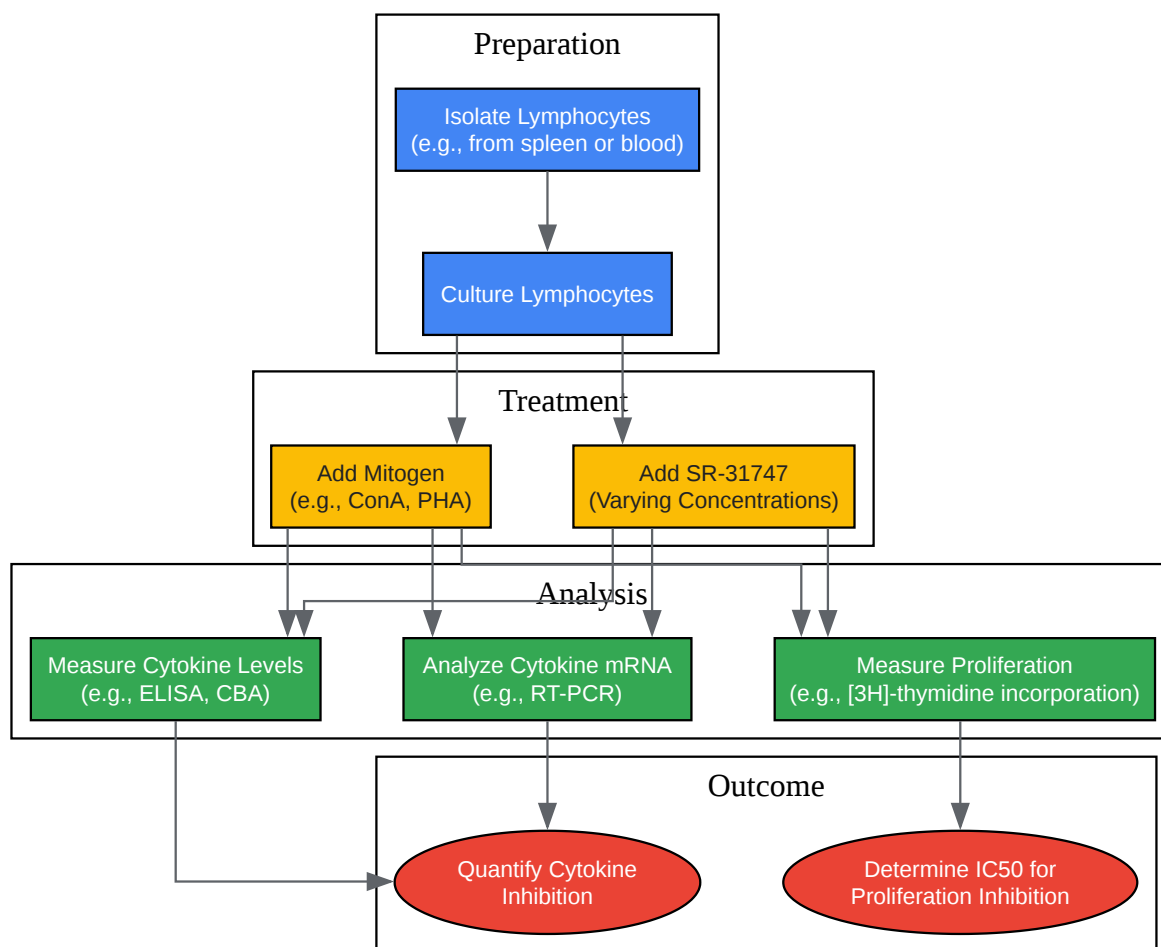 Preparation
Isolate Lymphocytes
(e.g., from spleen or blood)
Culture Lymphocytes
Treatment
Add Mitogen
(e.g., ConA, PHA)
Add SR-31747
(Varying Concentrations)
Analysis
Measure Cytokine Levels
(e.g., ELISA, CBA)
Analyze Cytokine mRNA
(e.g., RT-PCR)
Measure Proliferation
(e.g., [3H]-thymidine incorporation)
Outcome
Quantify Cytokine
Inhibition
Determine IC50 for
Proliferation Inhibition